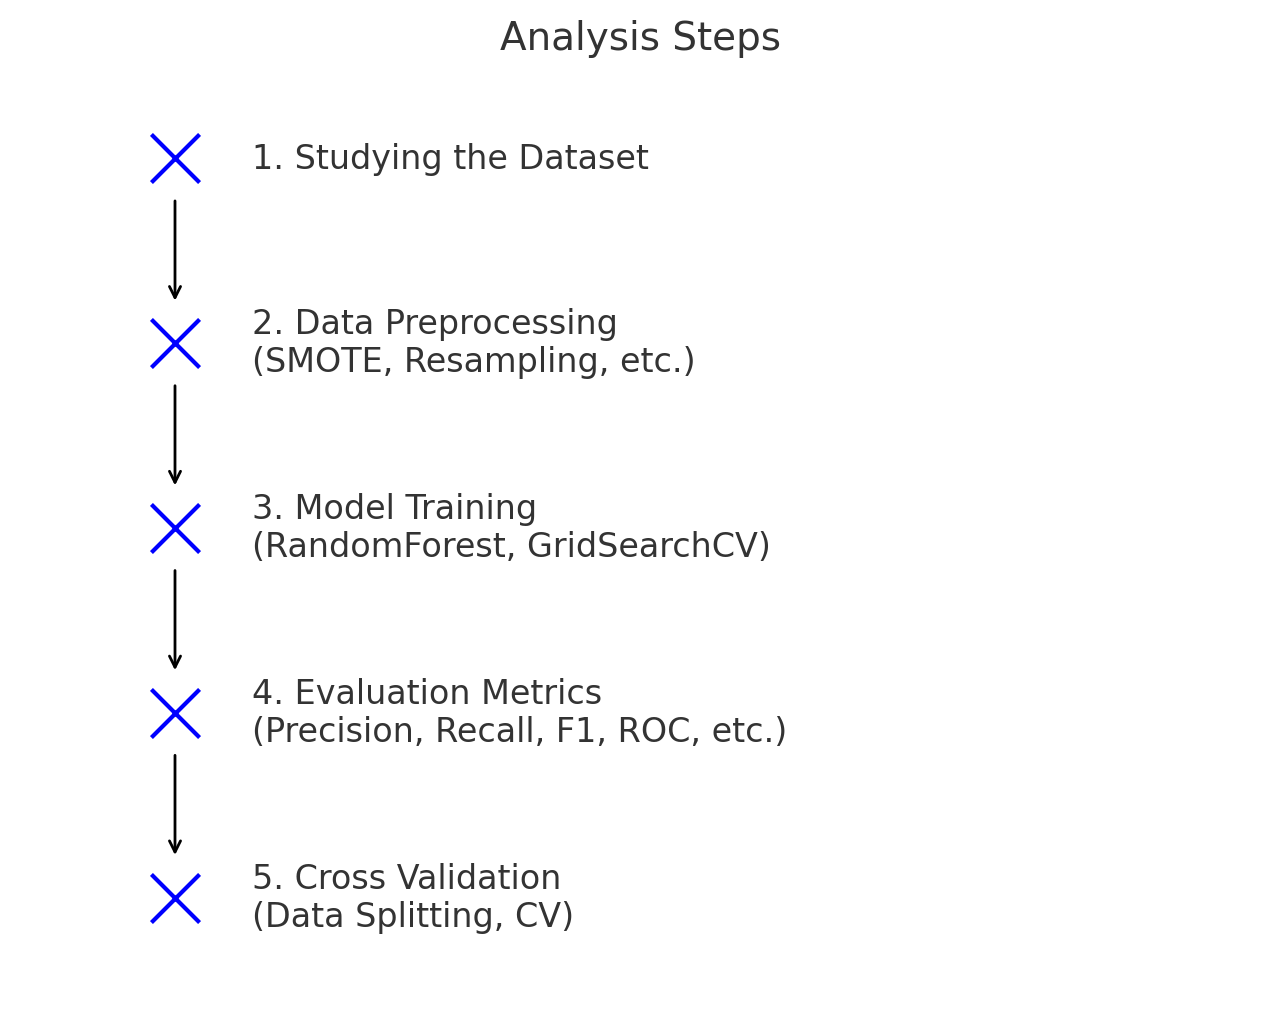 Analysis Steps
1. Studying the Dataset
2. Data Preprocessing
(SMOTE, Resampling, etc.)
3. Model Training
(RandomForest, GridSearchCV)
4. Evaluation Metrics
(Precision, Recall, F1, ROC, etc.)
5. Cross Validation
(Data Splitting, CV)